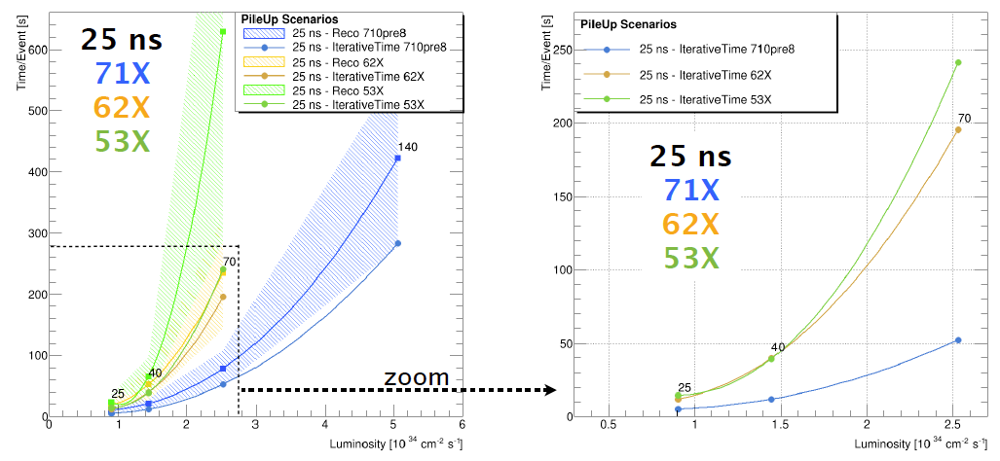 PileUp Scenarios
25 ns - Reco 710pre8
25 ns - IterativeTime 710pre8
25 ns - Reco 62X
25 ns - IterativeTime 62X
25 ns - Reco 53X
25 ns - IterativeTime 53X
25 ns
71X
62X
53X
Time/Event [s]
600
500
400
300
200
100
0
140
70
40
25
0 1 2 3 4 5 6
Luminosity [10 34 cm-2 s-1]
zoom
PileUp Scenarios
25 ns - IterativeTime 710pre8
25 ns - IterativeTime 62X
25 ns - IterativeTime 53X
25 ns
71X
62X
53X
Time/Event [s]
250
200
150
100
50
0
70
40
25
0.5 1 1.5 2 2.5
Luminosity [10 34 cm-2 s-1]